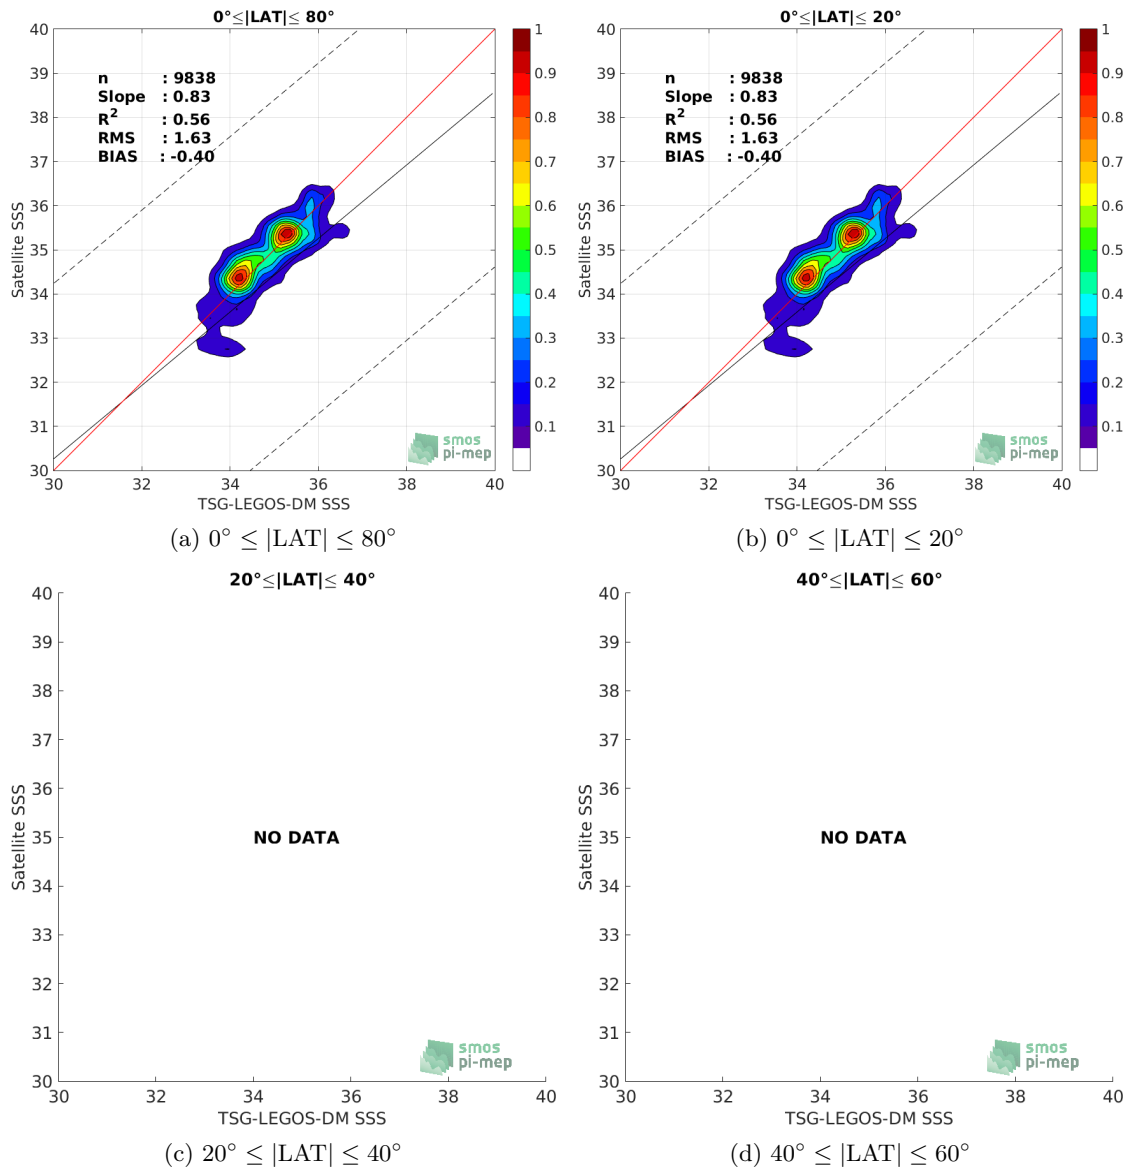 0°≤|LAT|≤ 80°
40
39
38
37
36
35
34
33
32
31
30
Satellite SSS
n : 9838
Slope : 0.83
R² : 0.56
RMS : 1.63
BIAS : -0.40
smos
pi-mep
30
32
34
36
38
40
TSG-LEGOS-DM SSS
1
0.9
0.8
0.7
0.6
0.5
0.4
0.3
0.2
0.1
(a) 0° ≤ |LAT| ≤ 80°
0°≤|LAT|≤ 20°
40
39
38
37
36
35
34
33
32
31
30
Satellite SSS
n : 9838
Slope : 0.83
R² : 0.56
RMS : 1.63
BIAS : -0.40
smos
pi-mep
30
32
34
36
38
40
TSG-LEGOS-DM SSS
1
0.9
0.8
0.7
0.6
0.5
0.4
0.3
0.2
0.1
(b) 0° ≤ |LAT| ≤ 20°
20°≤|LAT|≤ 40°
40
39
38
37
36
35
34
33
32
31
30
Satellite SSS
NO DATA
smos
pi-mep
30
32
34
36
38
40
TSG-LEGOS-DM SSS
(c) 20° ≤ |LAT| ≤ 40°
40°≤|LAT|≤ 60°
40
39
38
37
36
35
34
33
32
31
30
Satellite SSS
NO DATA
smos
pi-mep
30
32
34
36
38
40
TSG-LEGOS-DM SSS
(d) 40° ≤ |LAT| ≤ 60°